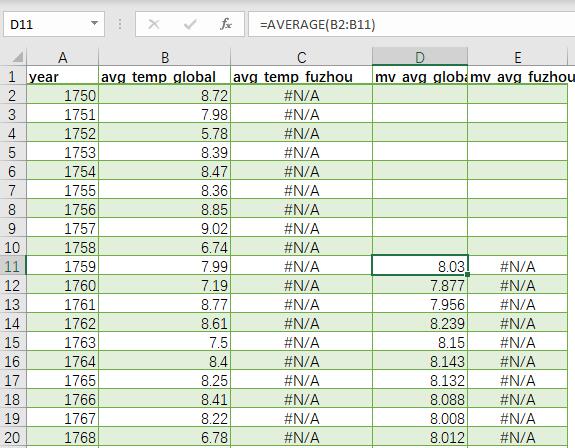 D11 fx =AVERAGE(B2:B11)
A B C D E
1 year avg_temp_global avg_temp_fuzhou mv_avg_globa mv_avg_fuzhou
2 1750 8.72 #N/A
3 1751 7.98 #N/A
4 1752 5.78 #N/A
5 1753 8.39 #N/A
6 1754 8.47 #N/A
7 1755 8.36 #N/A
8 1756 8.85 #N/A
9 1757 9.02 #N/A
10 1758 6.74 #N/A
11 1759 7.99 #N/A 8.03 #N/A
12 1760 7.19 #N/A 7.877 #N/A
13 1761 8.77 #N/A 7.956 #N/A
14 1762 8.61 #N/A 8.239 #N/A
15 1763 7.5 #N/A 8.15 #N/A
16 1764 8.4 #N/A 8.143 #N/A
17 1765 8.25 #N/A 8.132 #N/A
18 1766 8.41 #N/A 8.088 #N/A
19 1767 8.22 #N/A 8.008 #N/A
20 1768 6.78 #N/A 8.012 #N/A